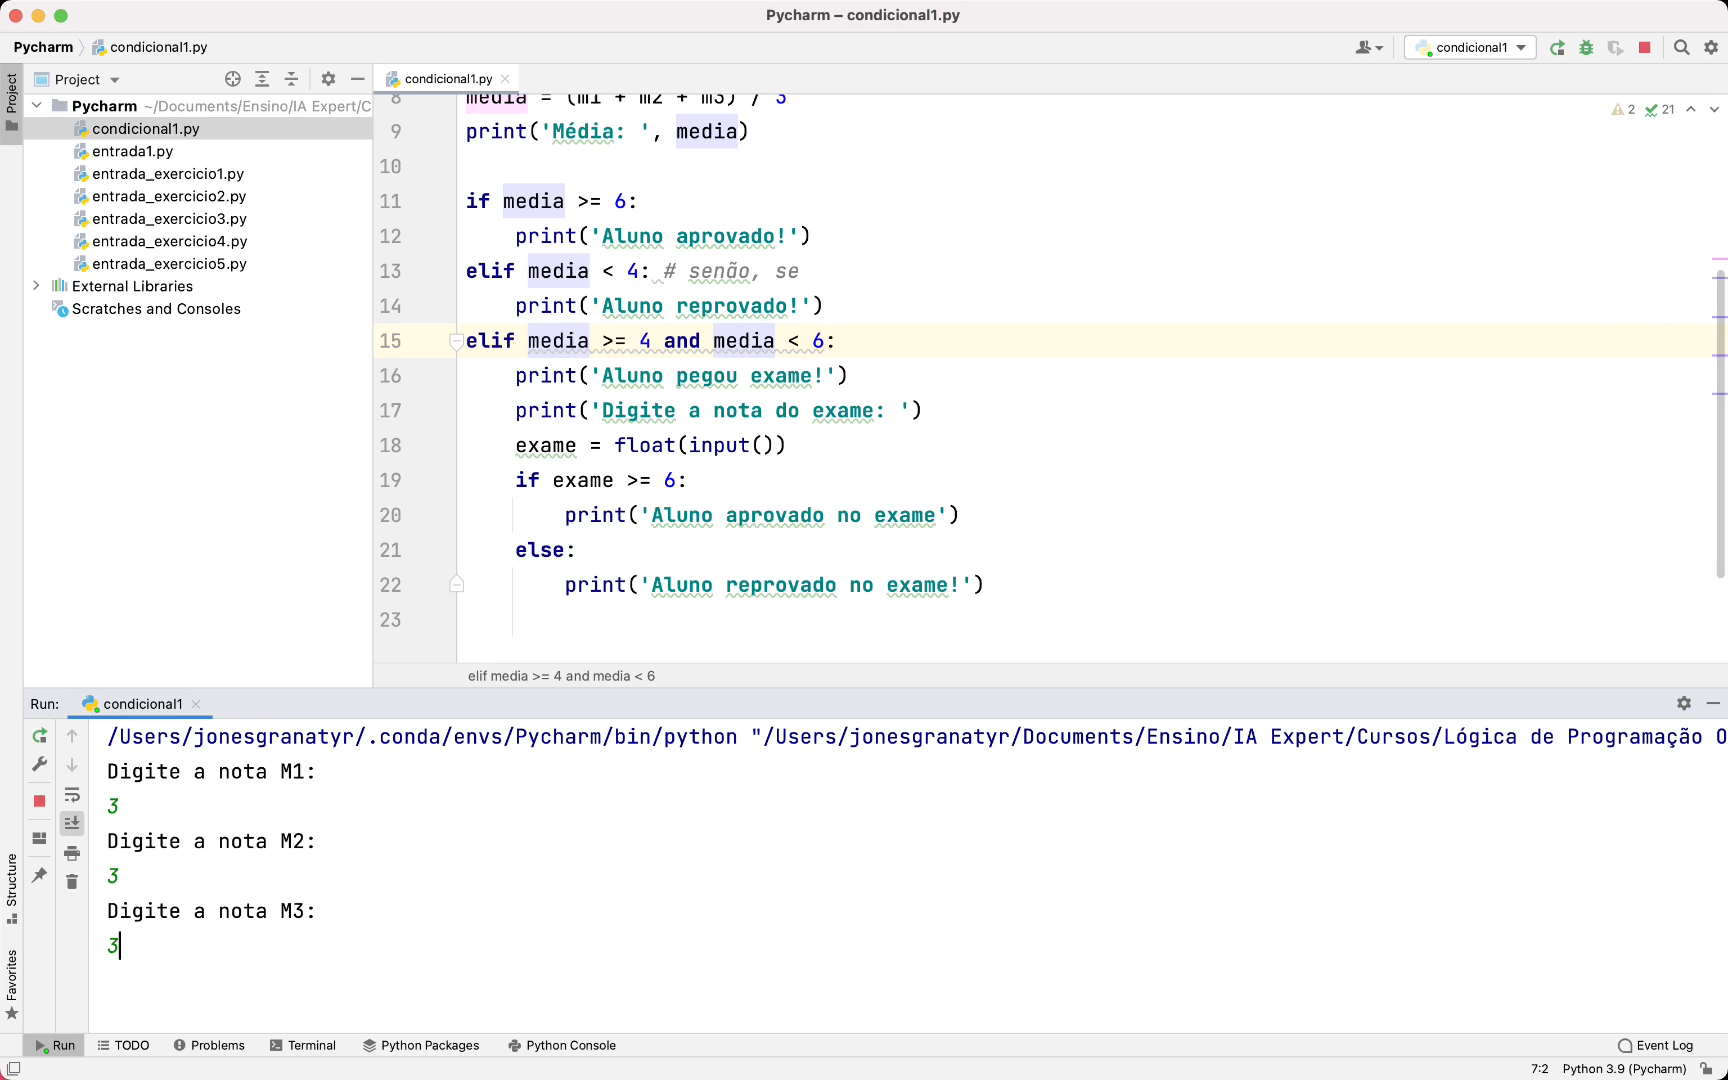 Pycharm – condicional1.py
Pycharm
condicional1.py
condicional1
Project
Project
condicional1.py
Pycharm ~/Documents/Ensino/IA Expert/C
condicional1.py
entrada1.py
entrada_exercicio1.py
entrada_exercicio2.py
entrada_exercicio3.py
entrada_exercicio4.py
entrada_exercicio5.py
External Libraries
Scratches and Consoles
2 21
8 media = (m1 + m2 + m3) / 3
9 print('Média: ', media)
10
11 if media >= 6:
12 print('Aluno aprovado!')
13 elif media < 4: # senão, se
14 print('Aluno reprovado!')
15 elif media >= 4 and media < 6:
16 print('Aluno pegou exame!')
17 print('Digite a nota do exame: ')
18 exame = float(input())
19 if exame >= 6:
20 print('Aluno aprovado no exame')
21 else:
22 print('Aluno reprovado no exame!')
23
elif media >= 4 and media < 6
Run: condicional1
/Users/jonesgranatyr/.conda/envs/Pycharm/bin/python "/Users/jonesgranatyr/Documents/Ensino/IA Expert/Cursos/Lógica de Programação O
Digite a nota M1:
3
Digite a nota M2:
3
Digite a nota M3:
3
Structure
Favorites
Run TODO Problems Terminal Python Packages Python Console Event Log
7:2 Python 3.9 (Pycharm)